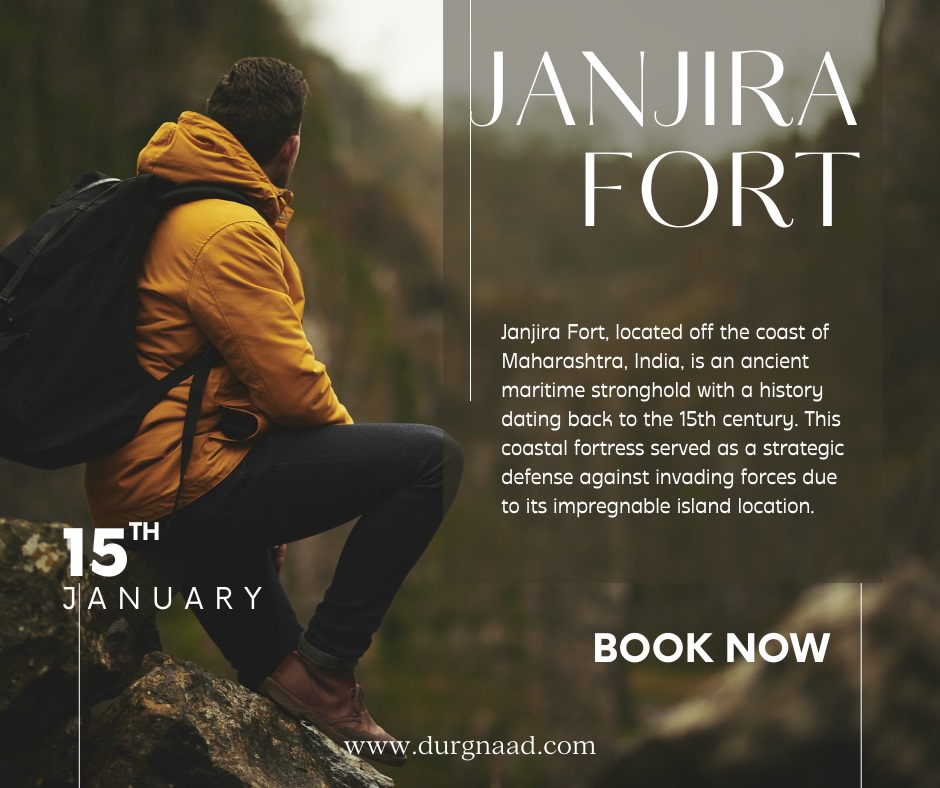 JANJIRA
FORT
Janjira Fort, located off the coast of
Maharashtra, India, is an ancient
maritime stronghold with a history
dating back to the 15th century. This
coastal fortress served as a strategic
defense against invading forces due
to its impregnable island location.
15TH
JANUARY
BOOK NOW
www.durgnaad.com